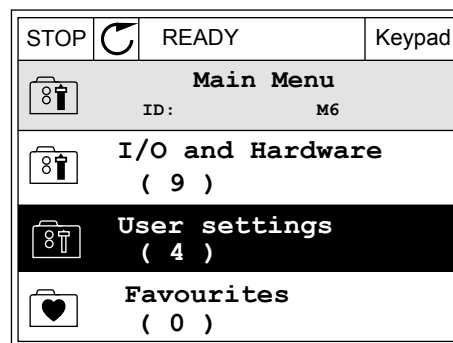 STOP READY Keypad
Main Menu
ID: M6
I/O and Hardware
( 9 )
User settings
( 4 )
Favourites
( 0 )